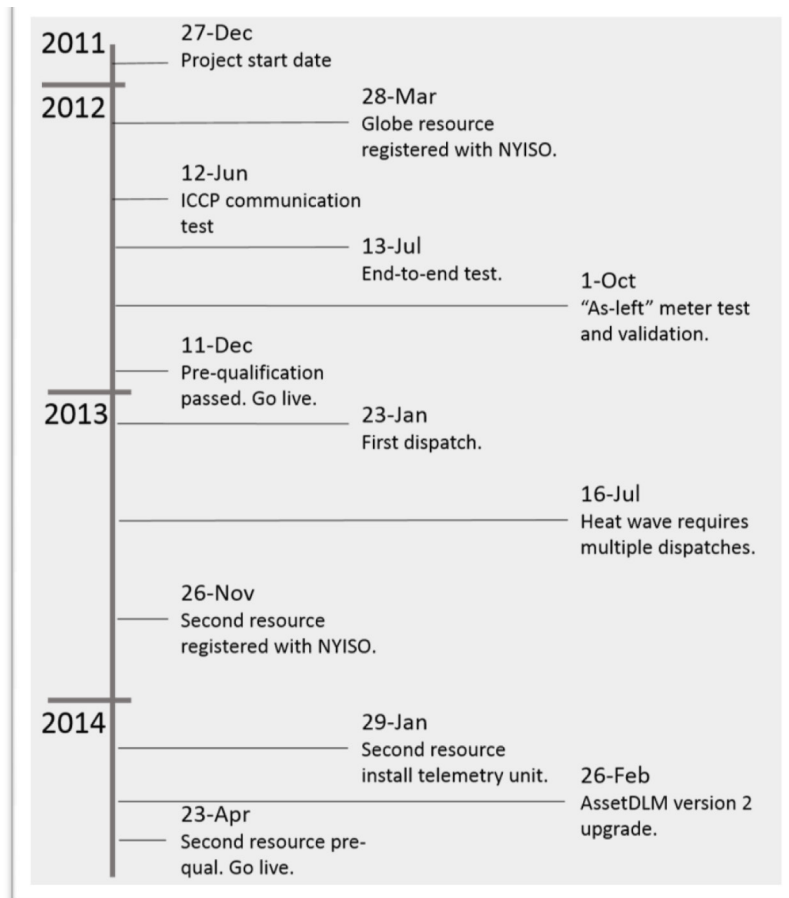 2011
27-Dec
Project start date
2012
28-Mar
Globe resource
registered with NYISO.
12-Jun
ICCP communication
test
13-Jul
End-to-end test.
1-Oct
“As-left” meter test
and validation.
11-Dec
Pre-qualification
passed. Go live.
2013
23-Jan
First dispatch.
16-Jul
Heat wave requires
multiple dispatches.
26-Nov
Second resource
registered with NYISO.
2014
29-Jan
Second resource
install telemetry unit.
26-Feb
AssetDLM version 2
upgrade.
23-Apr
Second resource pre-
qual. Go live.